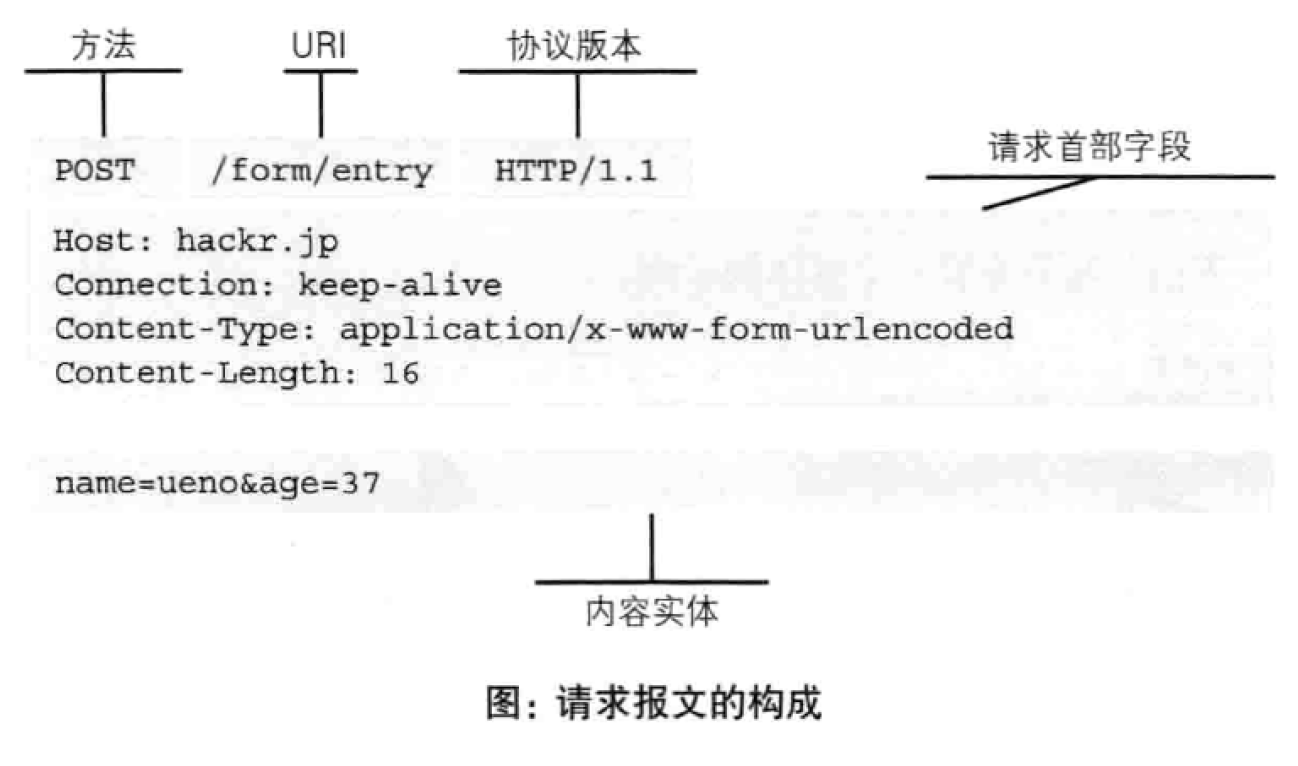 方法 URI 协议版本
请求首部字段
POST /form/entry HTTP/1.1
Host: hackr.jp
Connection: keep-alive
Content-Type: application/x-www-form-urlencoded
Content-Length: 16
name=ueno&age=37
内容实体
图：请求报文的构成